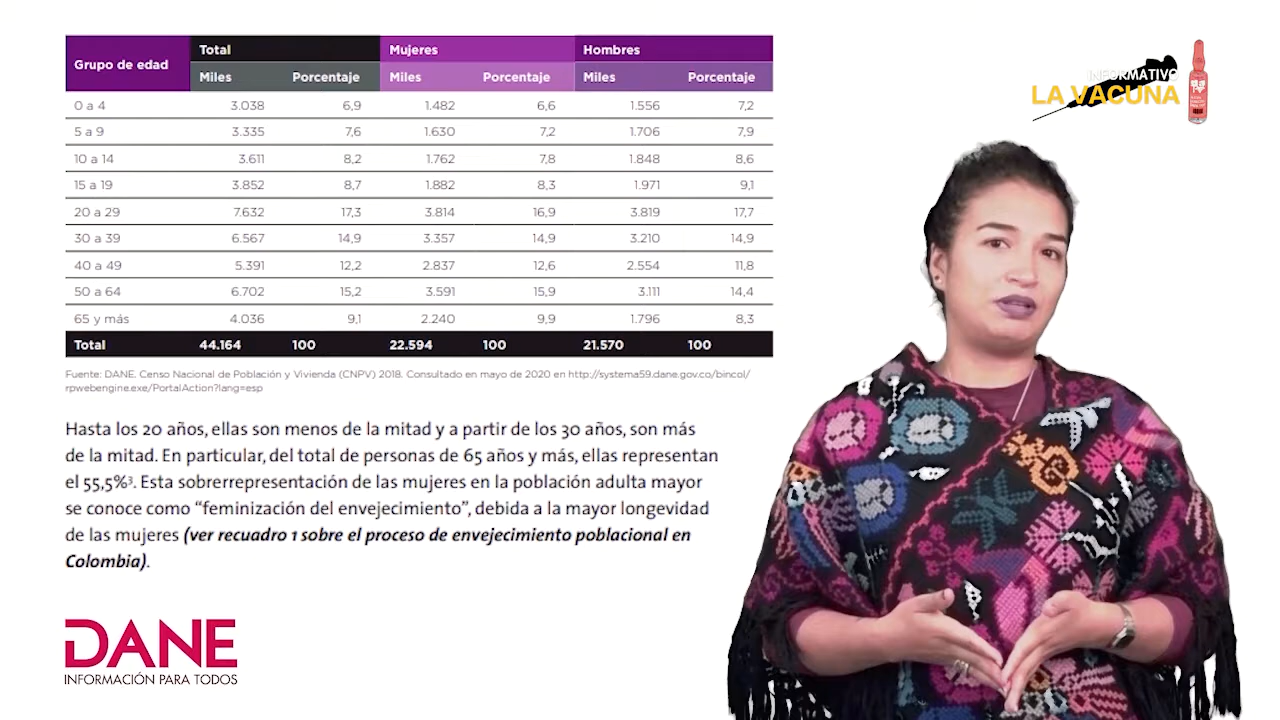 Grupo de edad Total Mujeres Hombres
Miles Porcentaje Miles Porcentaje Miles Porcentaje
0 a 4 3.038 6,9 1.482 6,6 1.556 7,2
5 a 9 3.335 7,6 1.630 7,2 1.706 7,9
10 a 14 3.611 8,2 1.762 7,8 1.848 8,6
15 a 19 3.852 8,7 1.882 8,3 1.971 9,1
20 a 29 7.632 17,3 3.814 16,9 3.819 17,7
30 a 39 6.567 14,9 3.357 14,9 3.210 14,9
40 a 49 5.391 12,2 2.837 12,6 2.554 11,8
50 a 64 6.702 15,2 3.591 15,9 3.111 14,4
65 y más 4.036 9,1 2.240 9,9 1.796 8,3
Total 44.164 100 22.594 100 21.570 100
Fuente: DANE. Censo Nacional de Población y Vivienda (CNPV) 2018. Consultado en mayo de 2020 en http://systema59.dane.gov.co/bincol/
rpwebengine.exe/PortalAction?lang=esp
Hasta los 20 años, ellas son menos de la mitad y a partir de los 30 años, son más
de la mitad. En particular, del total de personas de 65 años y más, ellas representan
el 55,5%³. Esta sobrerrepresentación de las mujeres en la población adulta mayor
se conoce como “feminización del envejecimiento”, debida a la mayor longevidad
de las mujeres (ver recuadro 1 sobre el proceso de envejecimiento poblacional en
Colombia).
DANE
INFORMACIÓN PARA TODOS
INFORMATIVO
LA VACUNA